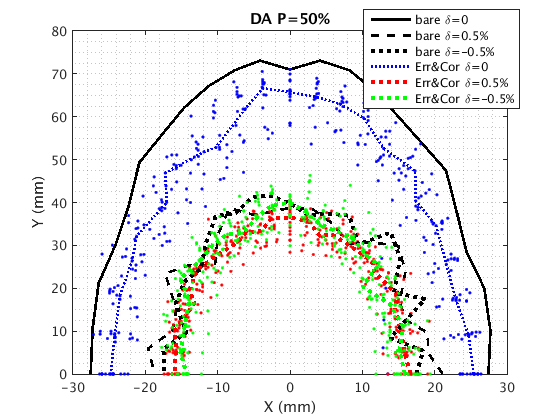 DA P=50%
bare δ=0
bare δ=0.5%
bare δ=-0.5%
Err&Cor δ=0
Err&Cor δ=0.5%
Err&Cor δ=-0.5%
80
70
60
50
40
30
20
10
0
Y (mm)
-30 -20 -10 0 10 20 30
X (mm)